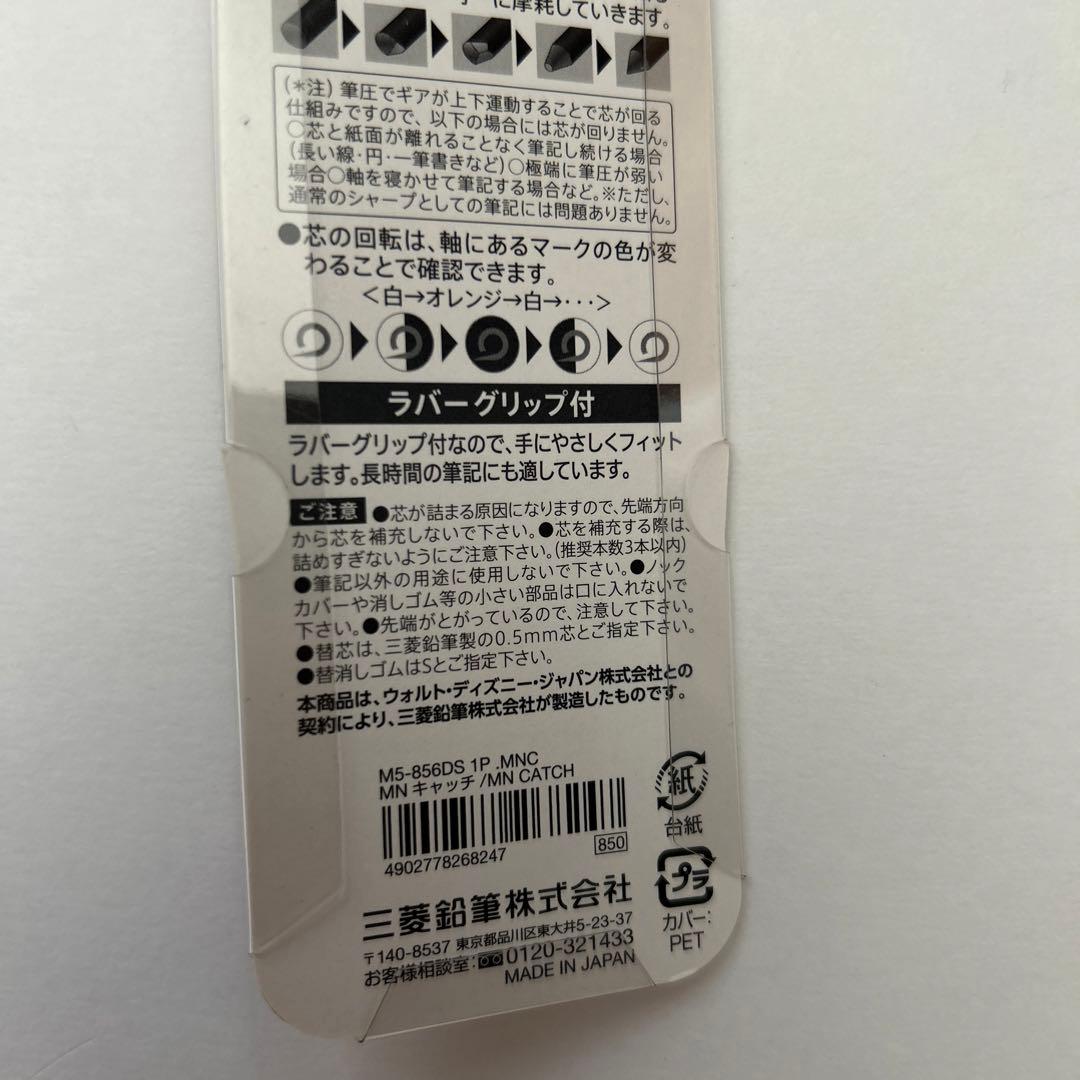 に摩耗していきます。
(*注) 筆圧でギアが上下運動することで芯が回る
仕組みですので、以下の場合には芯が回りません。
○芯と紙面が離れることなく筆記し続ける場合
(長い線・円・一筆書きなど)○極端に筆圧が弱い
場合○軸を寝かせて筆記する場合など。※ただし、
通常のシャープとしての筆記には問題ありません。
●芯の回転は、軸にあるマークの色が変
わることで確認できます。
＜白→オレンジ→白→・・・＞
ラバーグリップ付
ラバーグリップ付なので、手にやさしくフィット
します。長時間の筆記にも適しています。
ご注意 ●芯が詰まる原因になりますので、先端方向
から芯を補充しないで下さい。●芯を補充する際は、
詰めすぎないようにご注意下さい。(推奨本数3本以内)
●筆記以外の用途に使用しないで下さい。●ノック
カバーや消しゴム等の小さい部品は口に入れないで
下さい。●先端がとがっているので、注意して下さい。
●替芯は、三菱鉛筆製の0.5mm芯とご指定下さい。
●替消しゴムはSとご指定下さい。
本商品は、ウォルト・ディズニー・ジャパン株式会社との
契約により、三菱鉛筆株式会社が製造したものです。
M5-856DS 1P .MNC
MN キャッチ /MN CATCH
4902778268247
850
紙
台紙
プラ
カバー:
PET
三菱鉛筆株式会社
〒140-8537 東京都品川区東大井5-23-37
お客様相談室: 0120-321433
MADE IN JAPAN